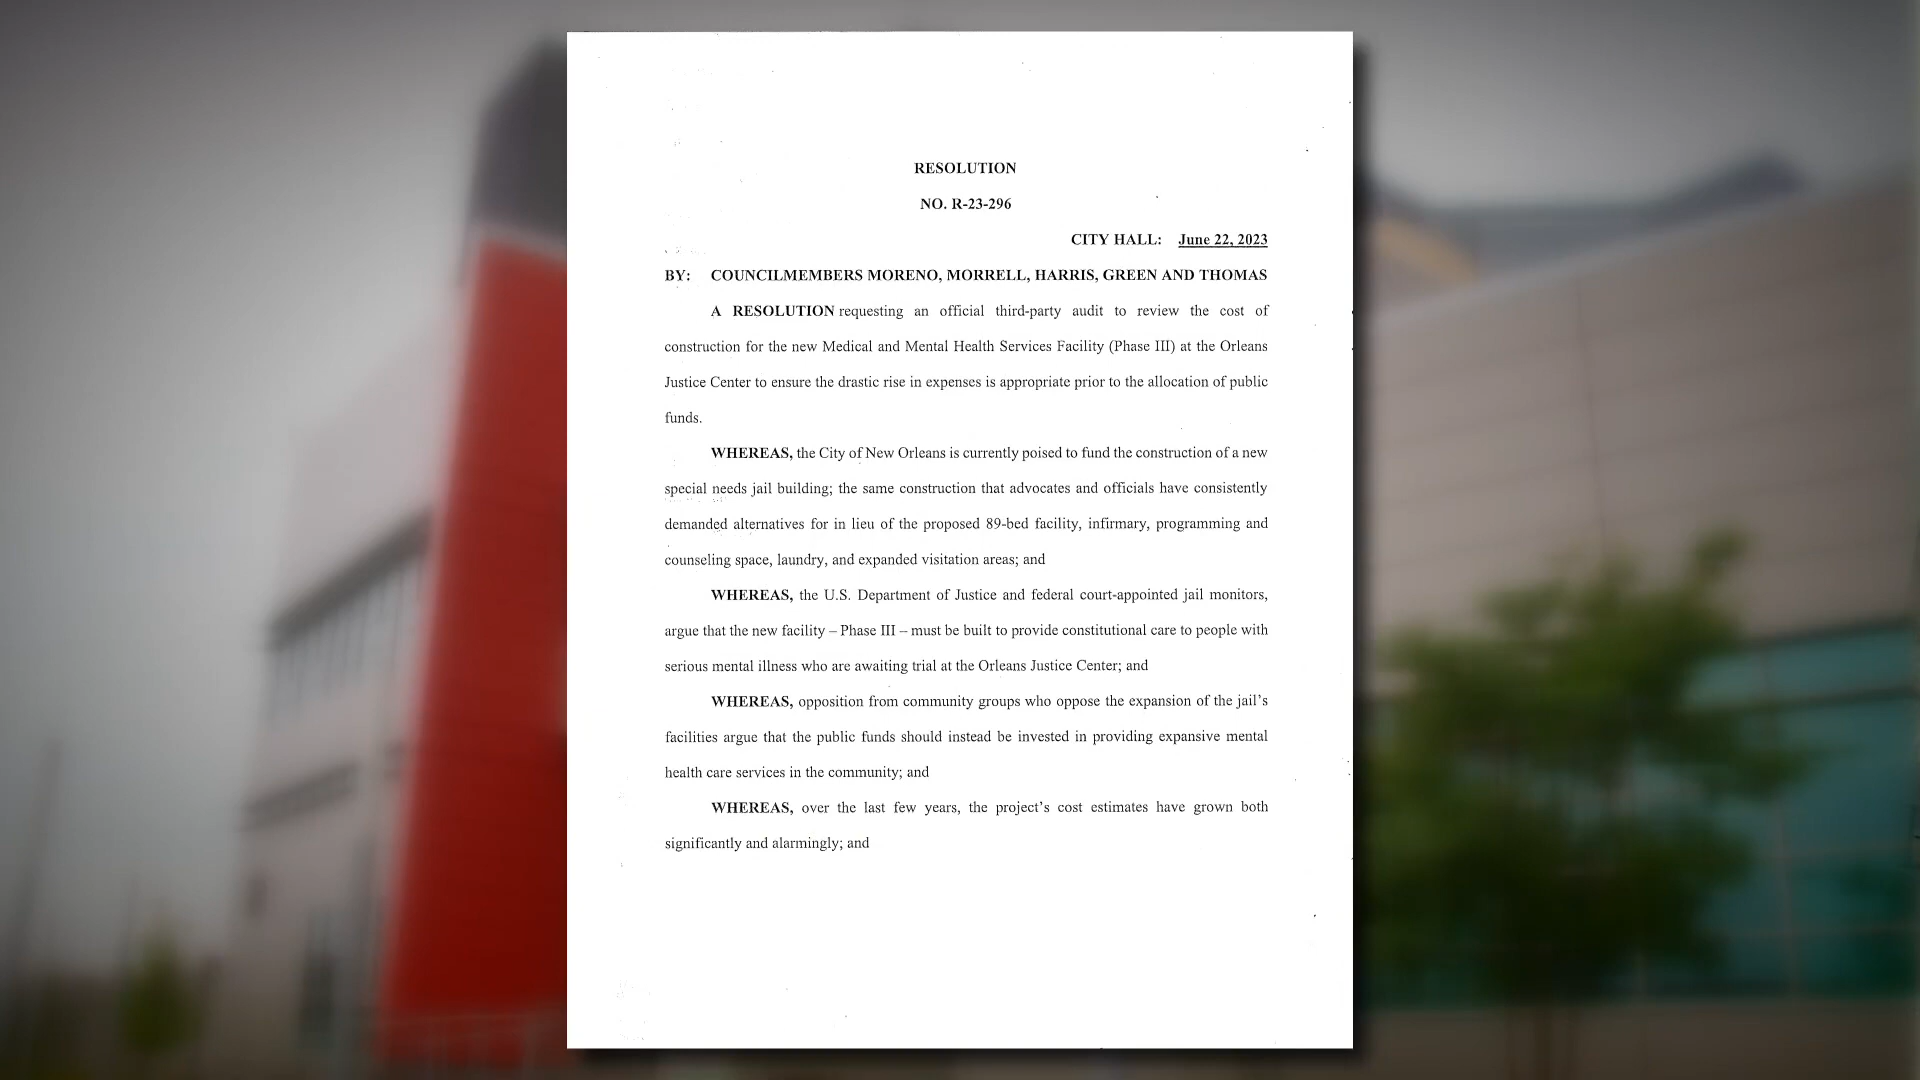 RESOLUTION
NO. R-23-296
CITY HALL: June 22, 2023
BY: COUNCILMEMBERS MORENO, MORRELL, HARRIS, GREEN AND THOMAS
A RESOLUTION requesting an official third-party audit to review the cost of
construction for the new Medical and Mental Health Services Facility (Phase III) at the Orleans
Justice Center to ensure the drastic rise in expenses is appropriate prior to the allocation of public
funds.
WHEREAS, the City of New Orleans is currently poised to fund the construction of a new
special needs jail building; the same construction that advocates and officials have consistently
demanded alternatives for in lieu of the proposed 89-bed facility, infirmary, programming and
counseling space, laundry, and expanded visitation areas; and
WHEREAS, the U.S. Department of Justice and federal court-appointed jail monitors,
argue that the new facility – Phase III – must be built to provide constitutional care to people with
serious mental illness who are awaiting trial at the Orleans Justice Center; and
WHEREAS, opposition from community groups who oppose the expansion of the jail's
facilities argue that the public funds should instead be invested in providing expansive mental
health care services in the community; and
WHEREAS, over the last few years, the project's cost estimates have grown both
significantly and alarmingly; and